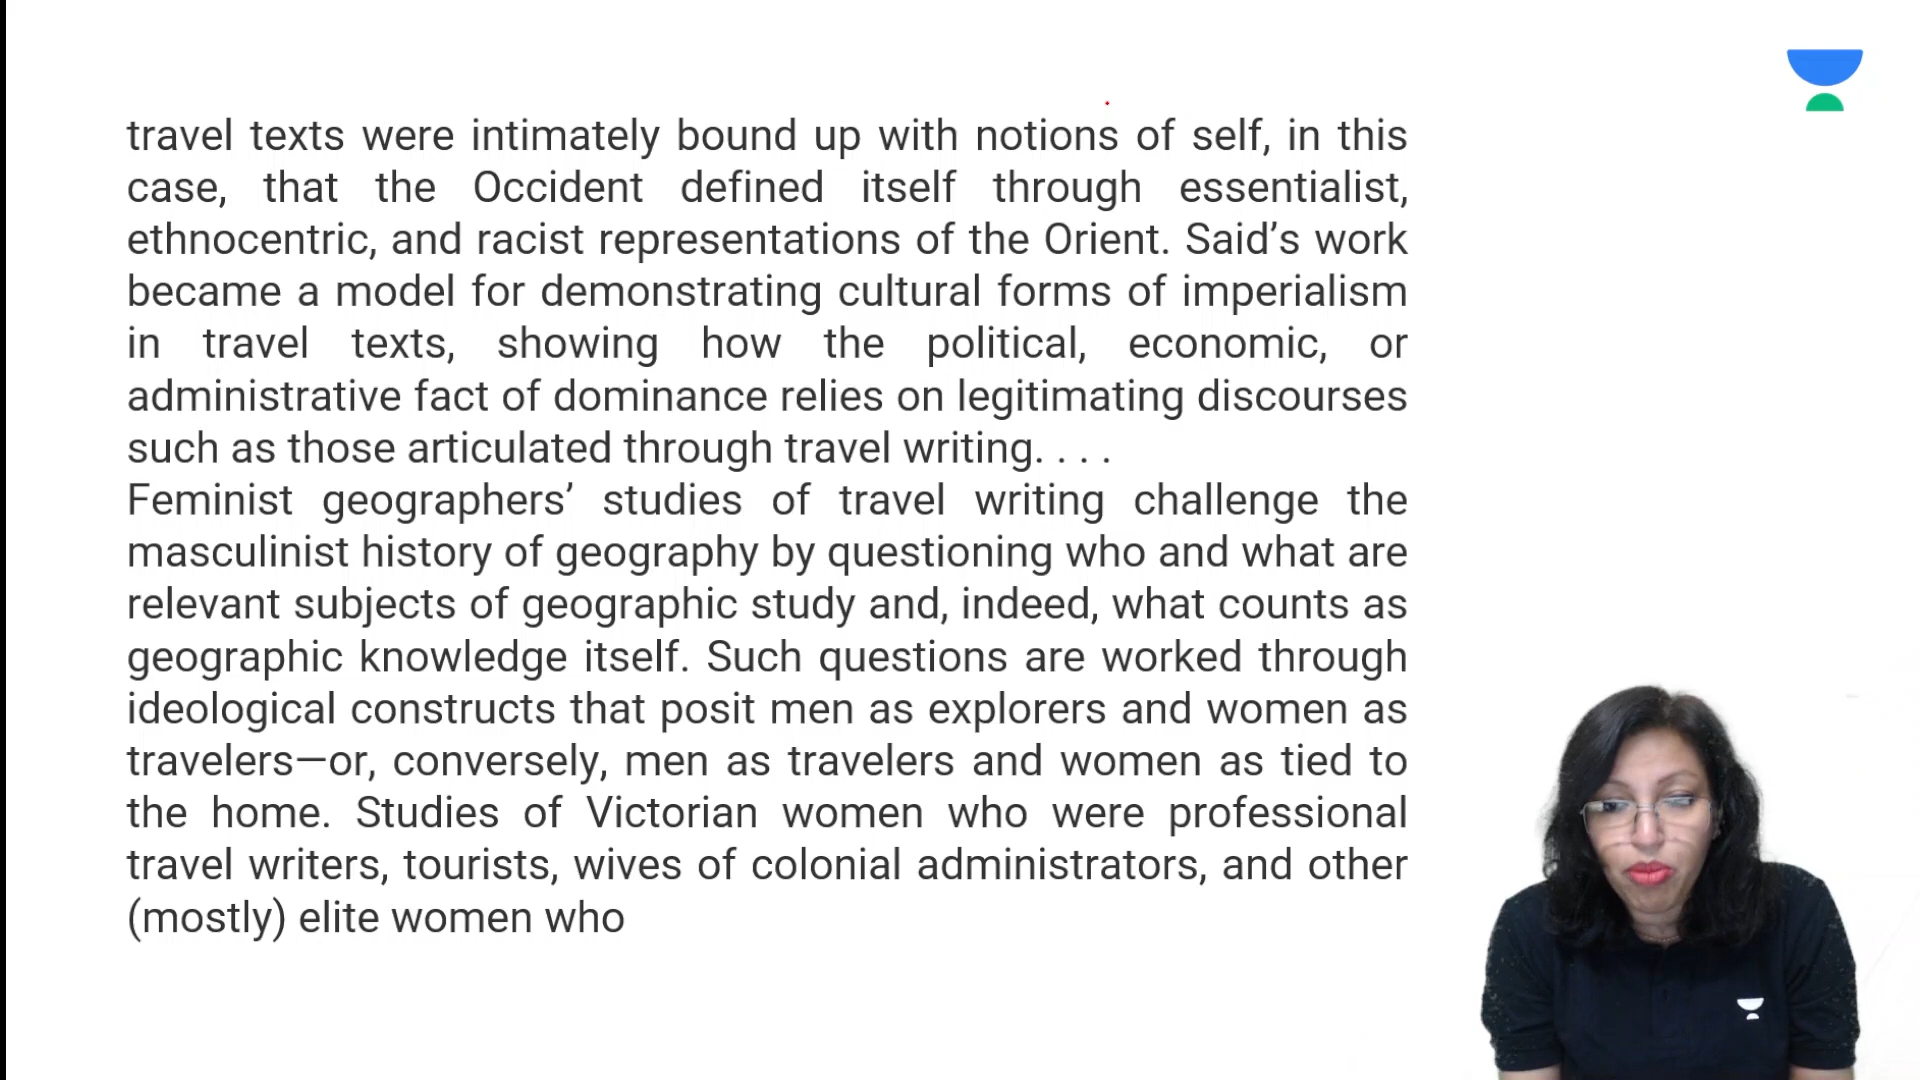 travel texts were intimately bound up with notions of self, in this
case, that the Occident defined itself through essentialist,
ethnocentric, and racist representations of the Orient. Said’s work
became a model for demonstrating cultural forms of imperialism
in travel texts, showing how the political, economic, or
administrative fact of dominance relies on legitimating discourses
such as those articulated through travel writing. . . .
Feminist geographers’ studies of travel writing challenge the
masculinist history of geography by questioning who and what are
relevant subjects of geographic study and, indeed, what counts as
geographic knowledge itself. Such questions are worked through
ideological constructs that posit men as explorers and women as
travelers—or, conversely, men as travelers and women as tied to
the home. Studies of Victorian women who were professional
travel writers, tourists, wives of colonial administrators, and other
(mostly) elite women who